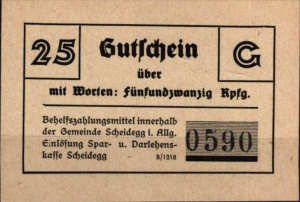 25 Gutschein G
über
mit Worten: Fünfundzwanzig Rpfg.
Behelfszahlungsmittel innerhalb
der Gemeinde Scheidegg i. Allg.
Einlösung Spar- u. Darlehens-
kasse Scheidegg
8/1218
0590